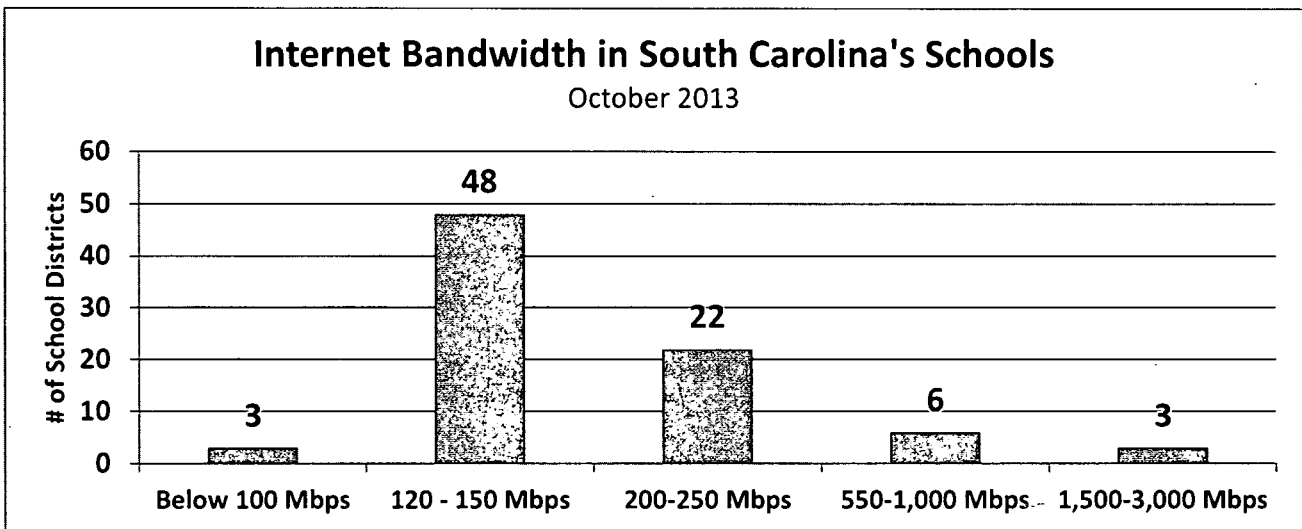 Internet Bandwidth in South Carolina's Schools
October 2013
# of School Districts
60
50
40
30
20
10
0
3
48
22
6
3
Below 100 Mbps
120 - 150 Mbps
200-250 Mbps
550-1,000 Mbps
1,500-3,000 Mbps